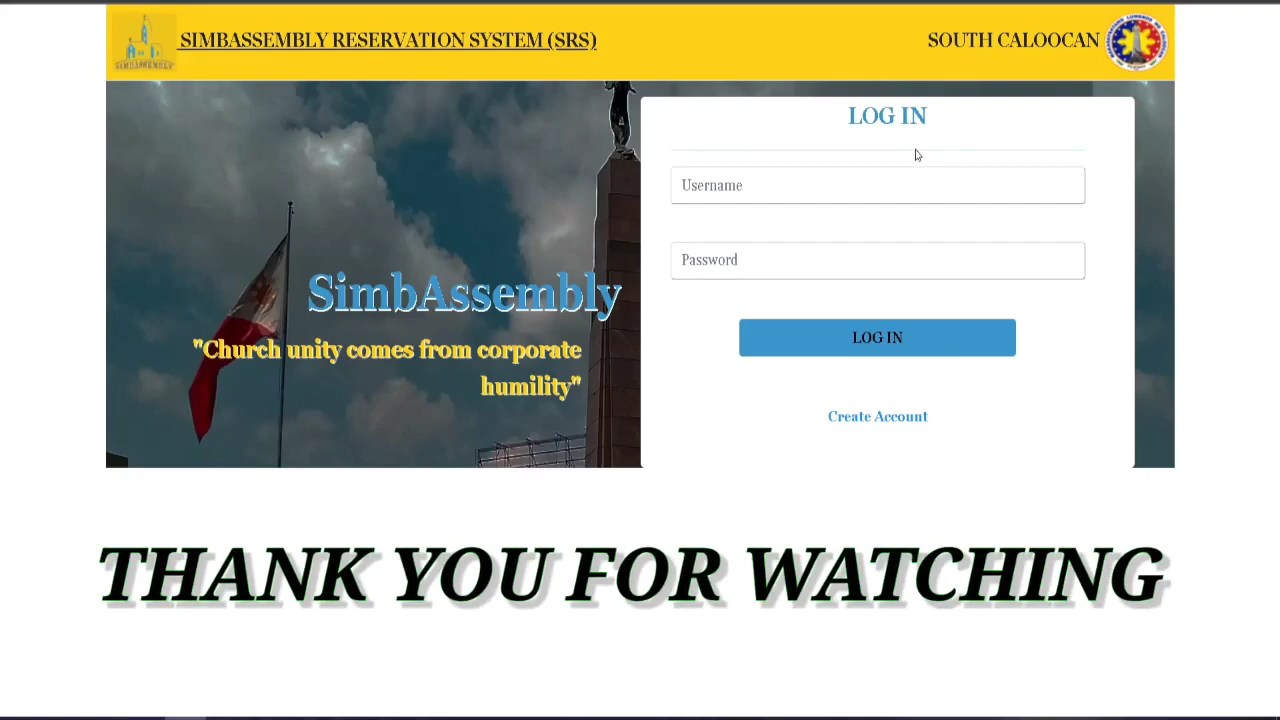 SIMBASSEMBLY RESERVATION SYSTEM (SRS)
SOUTH CALOOCAN
SIMBASSEMBLY
LOG IN
Username
Password
LOG IN
Create Account
SimbAssembly
"Church unity comes from corporate
humility"
THANK YOU FOR WATCHING